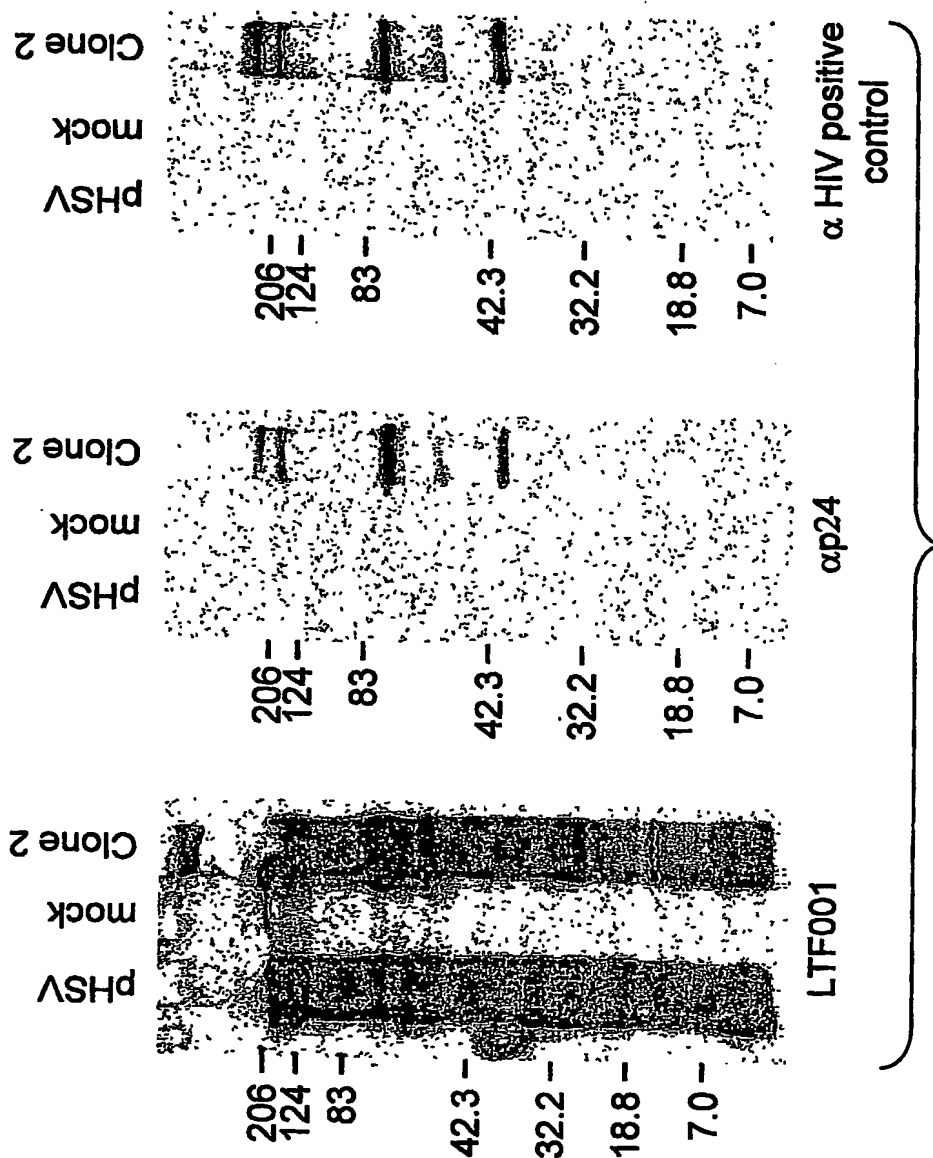 pHSV
mock
Clone 2
206
124
83
42.3
32.2
18.8
7.0
LTF001
pHSV
mock
Clone 2
206
124
83
42.3
32.2
18.8
7.0
αp24
pHSV
mock
Clone 2
206
124
83
42.3
32.2
18.8
7.0
α HIV positive
control